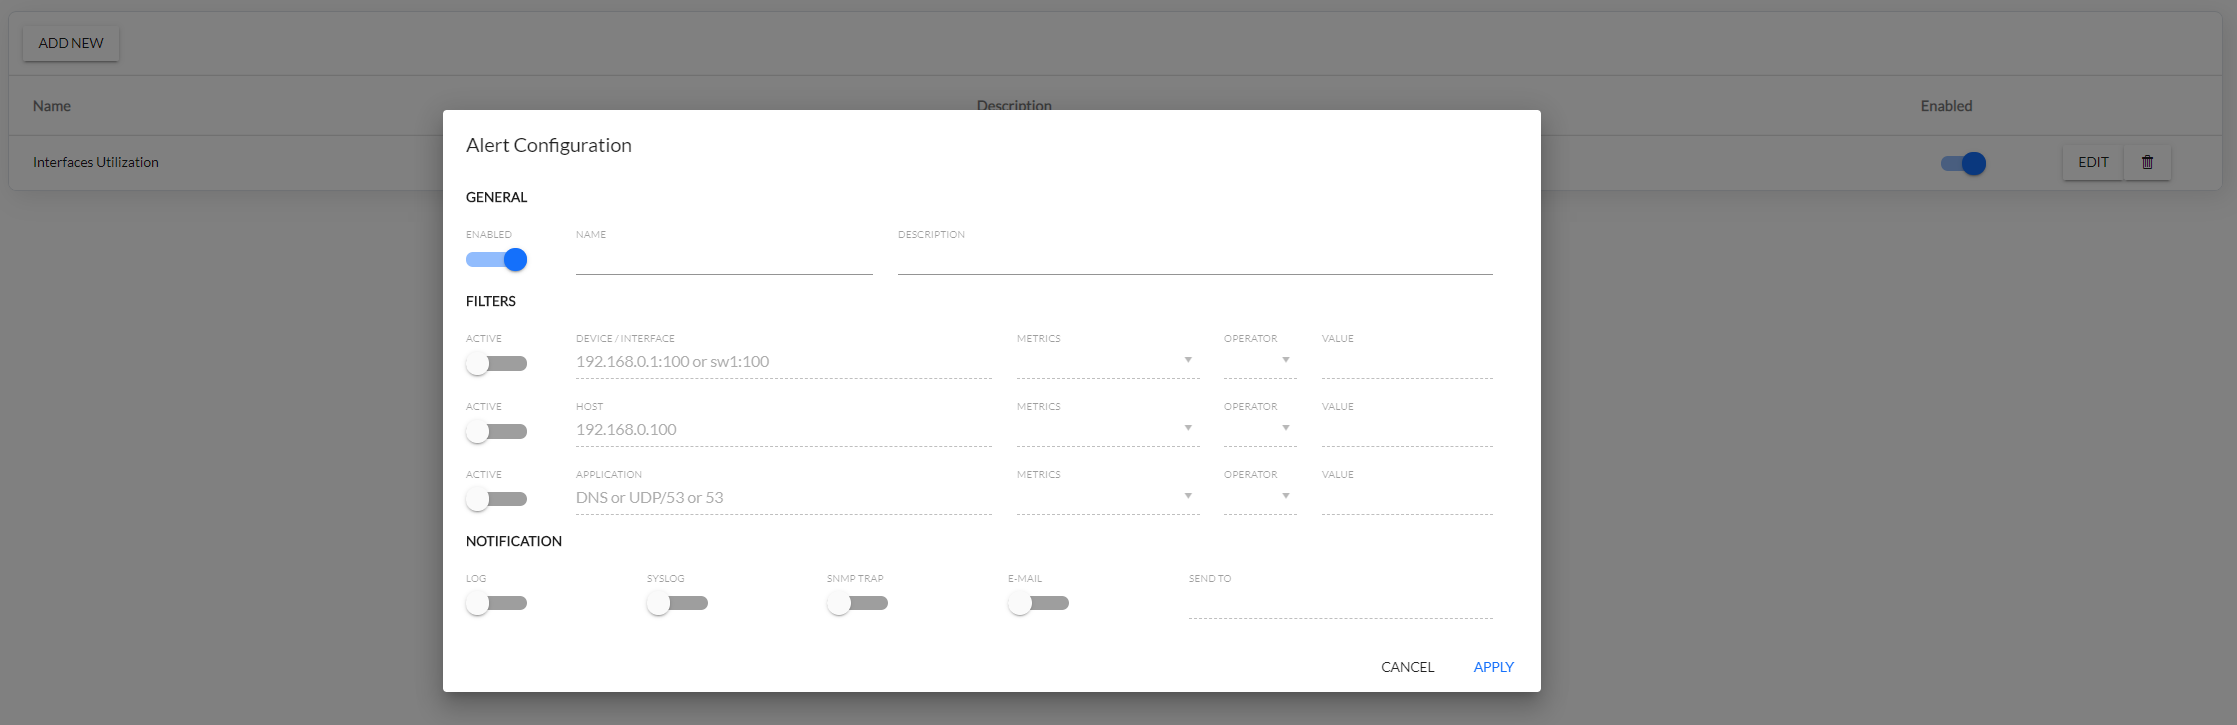 ADD NEW
Name Description Enabled
Interfaces Utilization EDIT
Alert Configuration
GENERAL
ENABLED NAME DESCRIPTION
FILTERS
ACTIVE DEVICE / INTERFACE METRICS OPERATOR VALUE
192.168.0.1:100 or sw1:100
ACTIVE HOST METRICS OPERATOR VALUE
192.168.0.100
ACTIVE APPLICATION METRICS OPERATOR VALUE
DNS or UDP/53 or 53
NOTIFICATION
LOG SYSLOG SNMP TRAP E-MAIL SEND TO
CANCEL APPLY